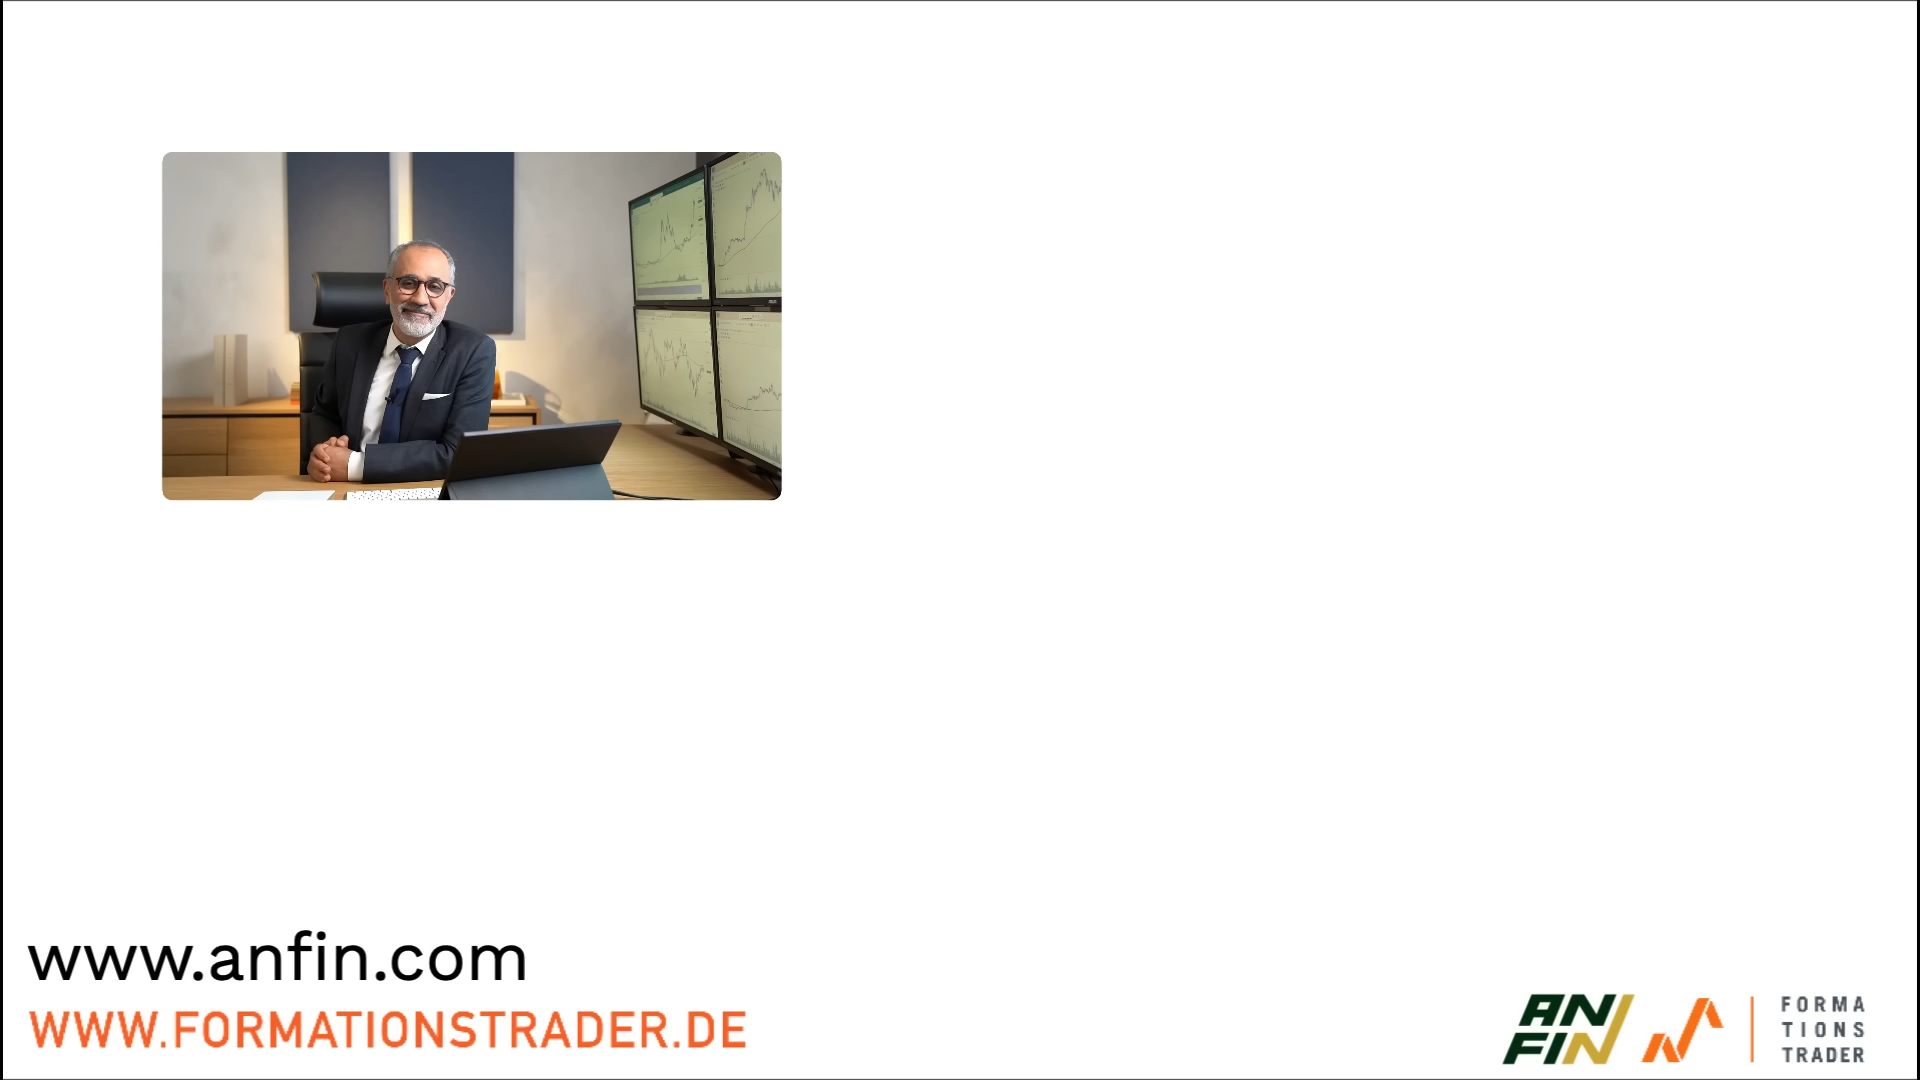 www.anfin.com
WWW.FORMATIONSTRADER.DE
AN
FIN
FORMA
TIONS
TRADER